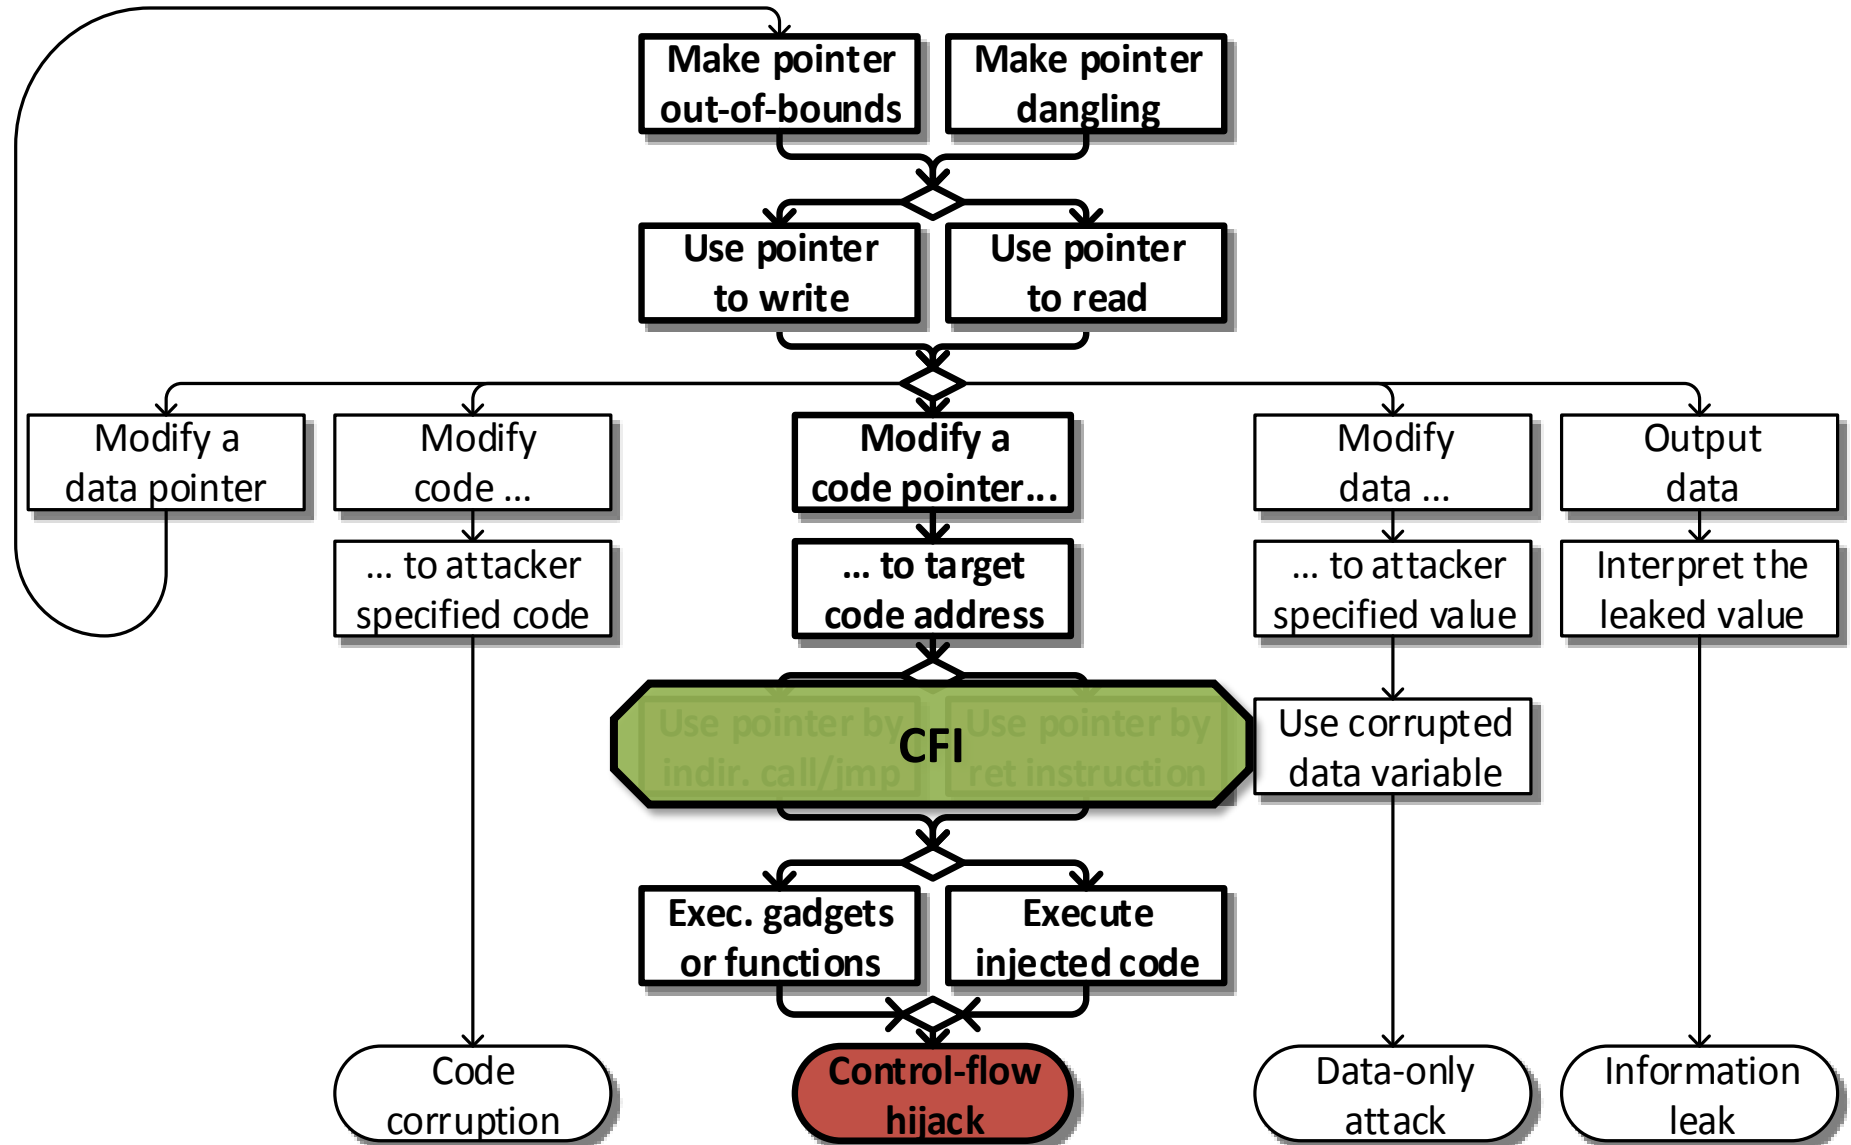 Make pointer
out-of-bounds
Make pointer
dangling
Use pointer
to write
Use pointer
to read
Modify a
data pointer
Modify
code ...
Modify a
code pointer...
Modify
data ...
Output
data
... to attacker
specified code
... to target
code address
... to attacker
specified value
Interpret the
leaked value
Use pointer by
indir. call/jmp
CFI
Use pointer by
ret instruction
Use corrupted
data variable
Exec. gadgets
or functions
Execute
injected code
Code
corruption
Control-flow
hijack
Data-only
attack
Information
leak